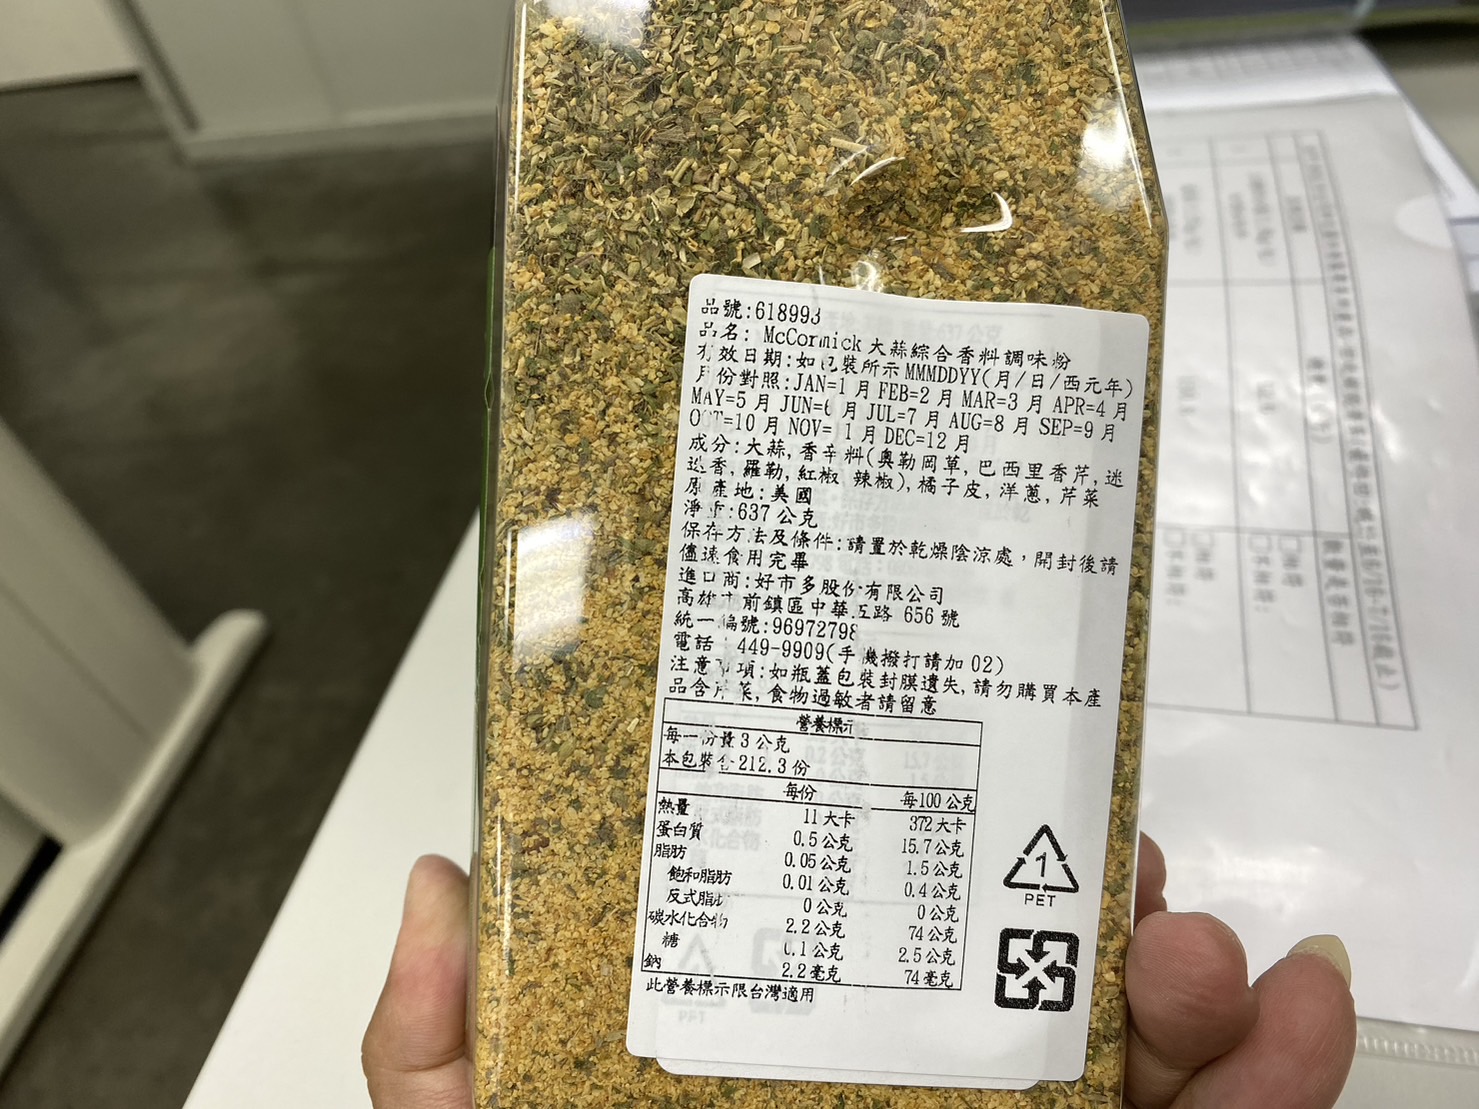 品號:618993
品名: McCormick 大蒜綜合香料調味粉
有效日期:如包裝所示MMMDDYY(月/日/西元年)
月份對照:JAN=1月 FEB=2月 MAR=3月 APR=4月
MAY=5月 JUN=6月 JUL=7月 AUG=8月 SEP=9月
OCT=10月 NOV=11月 DEC=12月
成分:大蒜,香辛料(奧勒岡草,巴西里香芹,迷
迭香,羅勒,紅椒 辣椒),橘子皮,洋蔥,芹菜
原產地:美國
淨重:637公克
保存方法及條件:請置於乾燥陰涼處，開封後請
儘速食用完畢
進口商:好市多股份有限公司
高雄市前鎮區中華五路 656號
統一編號:96972798
電話 449-9909(手機撥打請加02)
注意事項:如瓶蓋包裝封膜遺失,請勿購買本產
品含芹菜,食物過敏者請留意
營養標示
每一份量3公克
本包裝含212.3份
每份 每100公克
熱量 11大卡 372大卡
蛋白質 0.5公克 15.7公克
脂肪 0.05公克 1.5公克
飽和脂肪 0.01公克 0.4公克
反式脂肪 0公克 0公克
碳水化合物 2.2公克 74公克
糖 0.1公克 2.5公克
鈉 2.2毫克 74毫克
此營養標示限台灣適用
1
PET